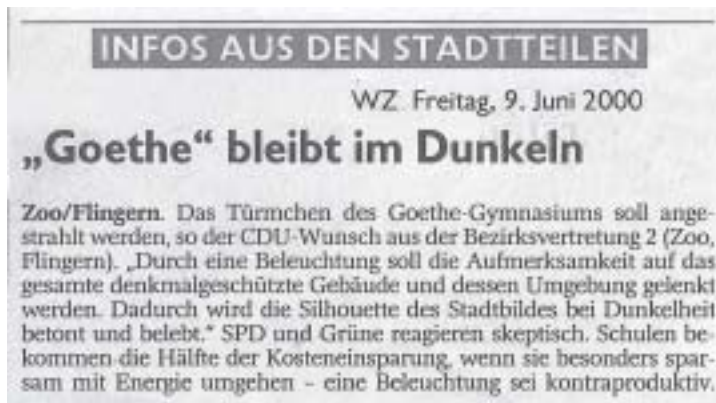 INFOS AUS DEN STADTTEILEN
WZ Freitag, 9. Juni 2000
„Goethe“ bleibt im Dunkeln
Zoo/Flingern. Das Türmchen des Goethe-Gymnasiums soll ange-
strahlt werden, so der CDU-Wunsch aus der Bezirksvertretung 2 (Zoo,
Flingern). „Durch eine Beleuchtung soll die Aufmerksamkeit auf das
gesamte denkmalgeschützte Gebäude und dessen Umgebung gelenkt
werden. Dadurch wird die Silhouette des Stadtbildes bei Dunkelheit
betont und belebt.“ SPD und Grüne reagieren skeptisch. Schulen be-
kommen die Hälfte der Kosteneinsparung, wenn sie besonders spar-
sam mit Energie umgehen – eine Beleuchtung sei kontraproduktiv.